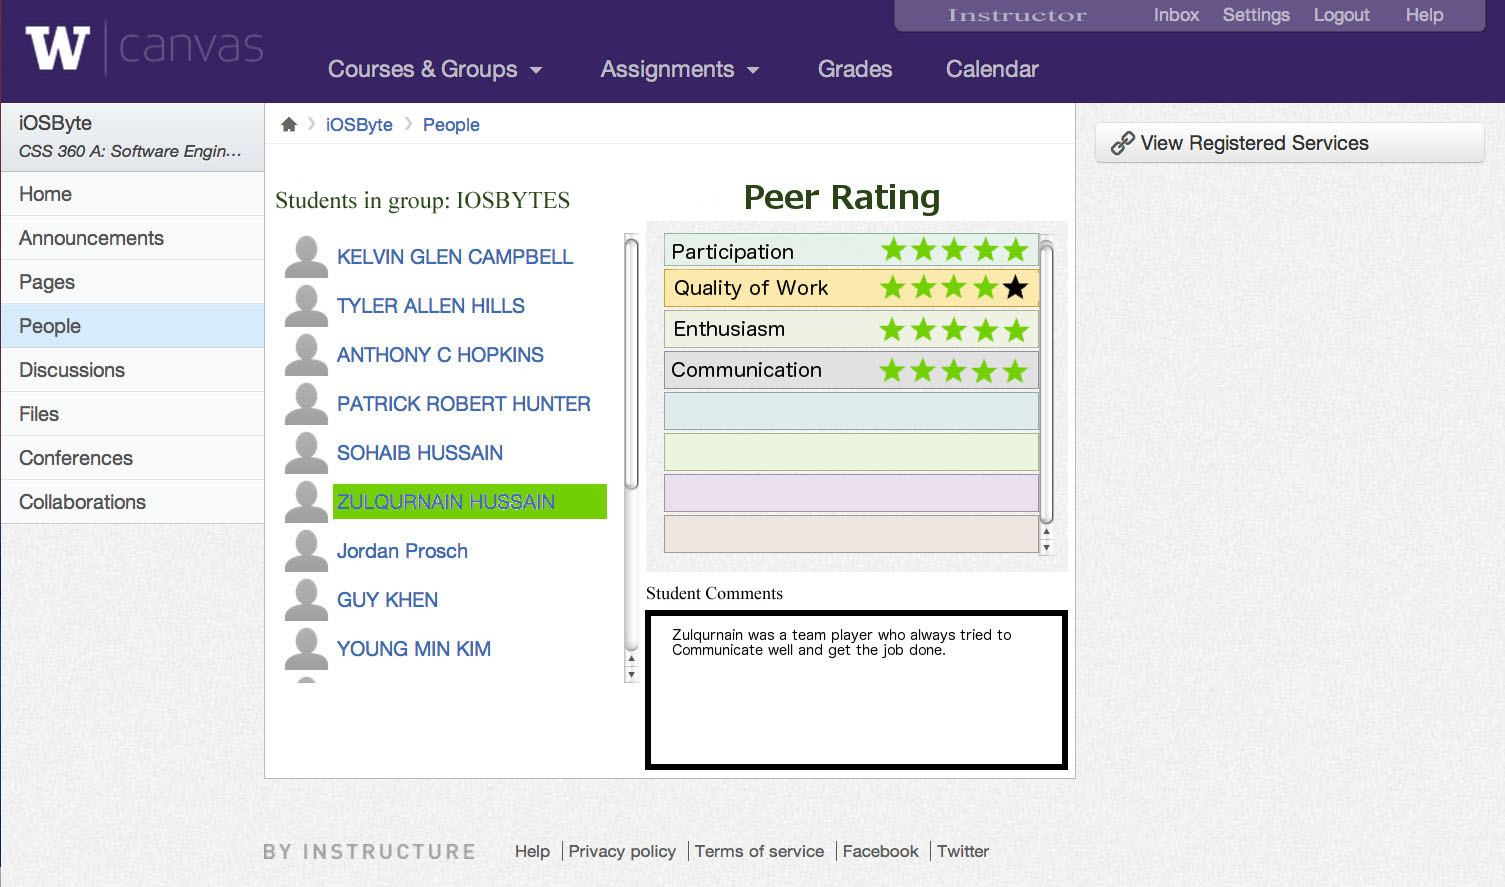 Instructor Inbox Settings Logout Help
W canvas
Courses & Groups Assignments Grades Calendar
iOSByte
CSS 360 A: Software Engin...
Home
Announcements
Pages
People
Discussions
Files
Conferences
Collaborations
iOSByte People
Students in group: IOSBYTES
KELVIN GLEN CAMPBELL
TYLER ALLEN HILLS
ANTHONY C HOPKINS
PATRICK ROBERT HUNTER
SOHAIB HUSSAIN
ZULQURNAIN HUSSAIN
Jordan Prosch
GUY KHEN
YOUNG MIN KIM
Peer Rating
Participation
Quality of Work
Enthusiasm
Communication
Student Comments
Zulqurnain was a team player who always tried to
Communicate well and get the job done.
View Registered Services
BY INSTRUCTURE Help Privacy policy Terms of service Facebook Twitter